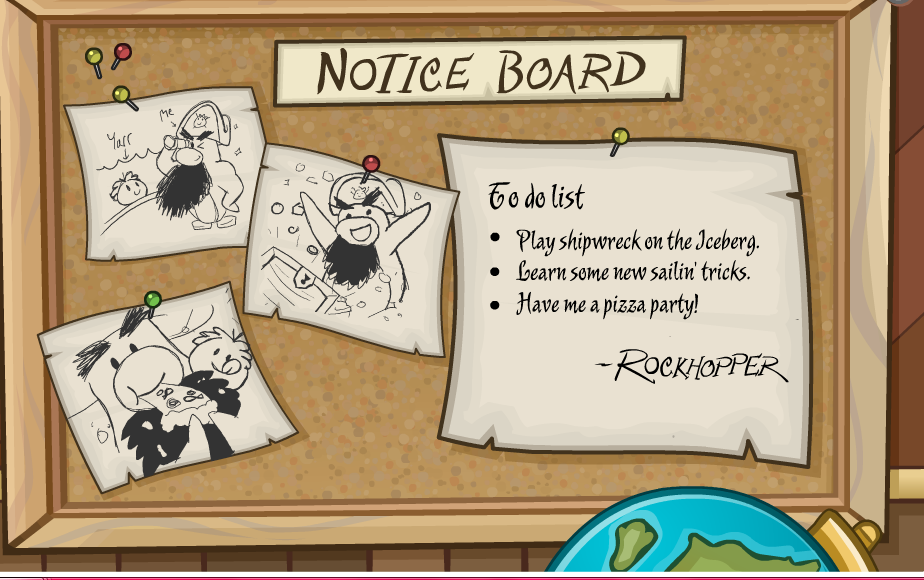 NOTICE BOARD
Me
Yarr
To do list
• Play shipwreck on the Iceberg.
• Learn some new sailin' tricks.
• Have me a pizza party!
~ROCKHOPPER